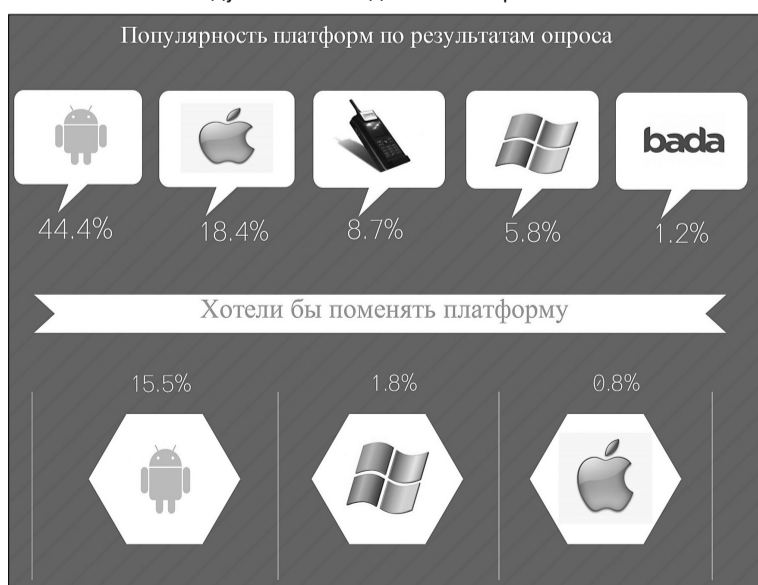 Популярность платформ по результатам опроса
bada
44.4% 18.4% 8.7% 5.8% 1.2%
Хотели бы поменять платформу
15.5% 1.8% 0.8%